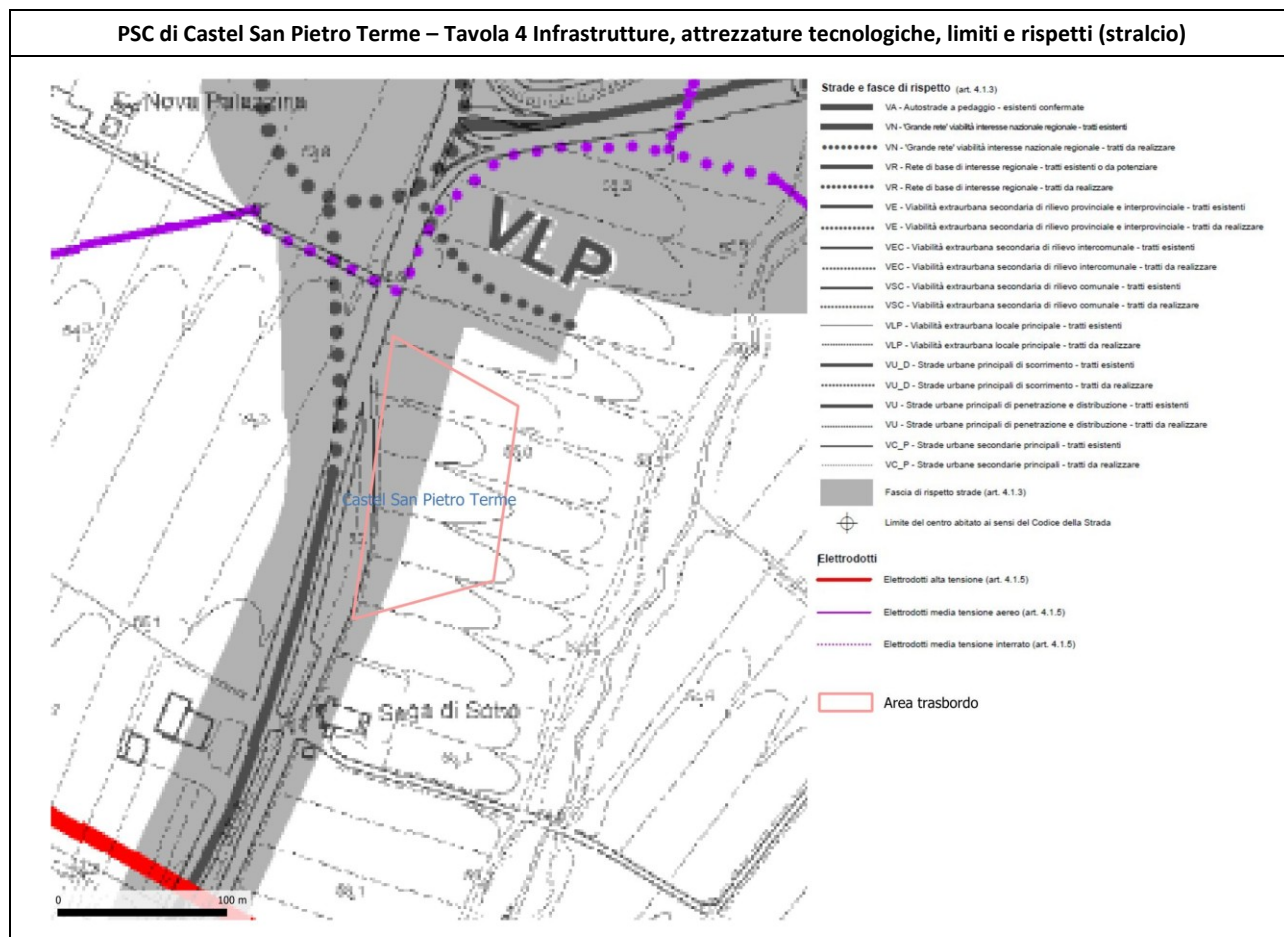 PSC di Castel San Pietro Terme – Tavola 4 Infrastrutture, attrezzature tecnologiche, limiti e rispetti (stralcio)
Nova Palazzina
VLP
Castel San Pietro Terme
Sega di Sotto
0 100 m
Strade e fasce di rispetto (art. 4.1.3)
VA - Autostrade a pedaggio - esistenti confermate
VN - 'Grande rete' viabilità interesse nazionale regionale - tratti esistenti
VN - 'Grande rete' viabilità interesse nazionale regionale - tratti da realizzare
VR - Rete di base di interesse regionale - tratti esistenti o da potenziare
VR - Rete di base di interesse regionale - tratti da realizzare
VE - Viabilità extraurbana secondaria di rilievo provinciale e interprovinciale - tratti esistenti
VE - Viabilità extraurbana secondaria di rilievo provinciale e interprovinciale - tratti da realizzare
VEC - Viabilità extraurbana secondaria di rilievo intercomunale - tratti esistenti
VEC - Viabilità extraurbana secondaria di rilievo intercomunale - tratti da realizzare
VSC - Viabilità extraurbana secondaria di rilievo comunale - tratti esistenti
VSC - Viabilità extraurbana secondaria di rilievo comunale - tratti da realizzare
VLP - Viabilità extraurbana locale principale - tratti esistenti
VLP - Viabilità extraurbana locale principale - tratti da realizzare
VU_D - Strade urbane principali di scorrimento - tratti esistenti
VU_D - Strade urbane principali di scorrimento - tratti da realizzare
VU - Strade urbane principali di penetrazione e distribuzione - tratti esistenti
VU - Strade urbane principali di penetrazione e distribuzione - tratti da realizzare
VC_P - Strade urbane secondarie principali - tratti esistenti
VC_P - Strade urbane secondarie principali - tratti da realizzare
Fascia di rispetto strade (art. 4.1.3)
Limite del centro abitato ai sensi del Codice della Strada
Elettrodotti
Elettrodotti alta tensione (art. 4.1.5)
Elettrodotti media tensione aereo (art. 4.1.5)
Elettrodotti media tensione interrato (art. 4.1.5)
Area trasbordo